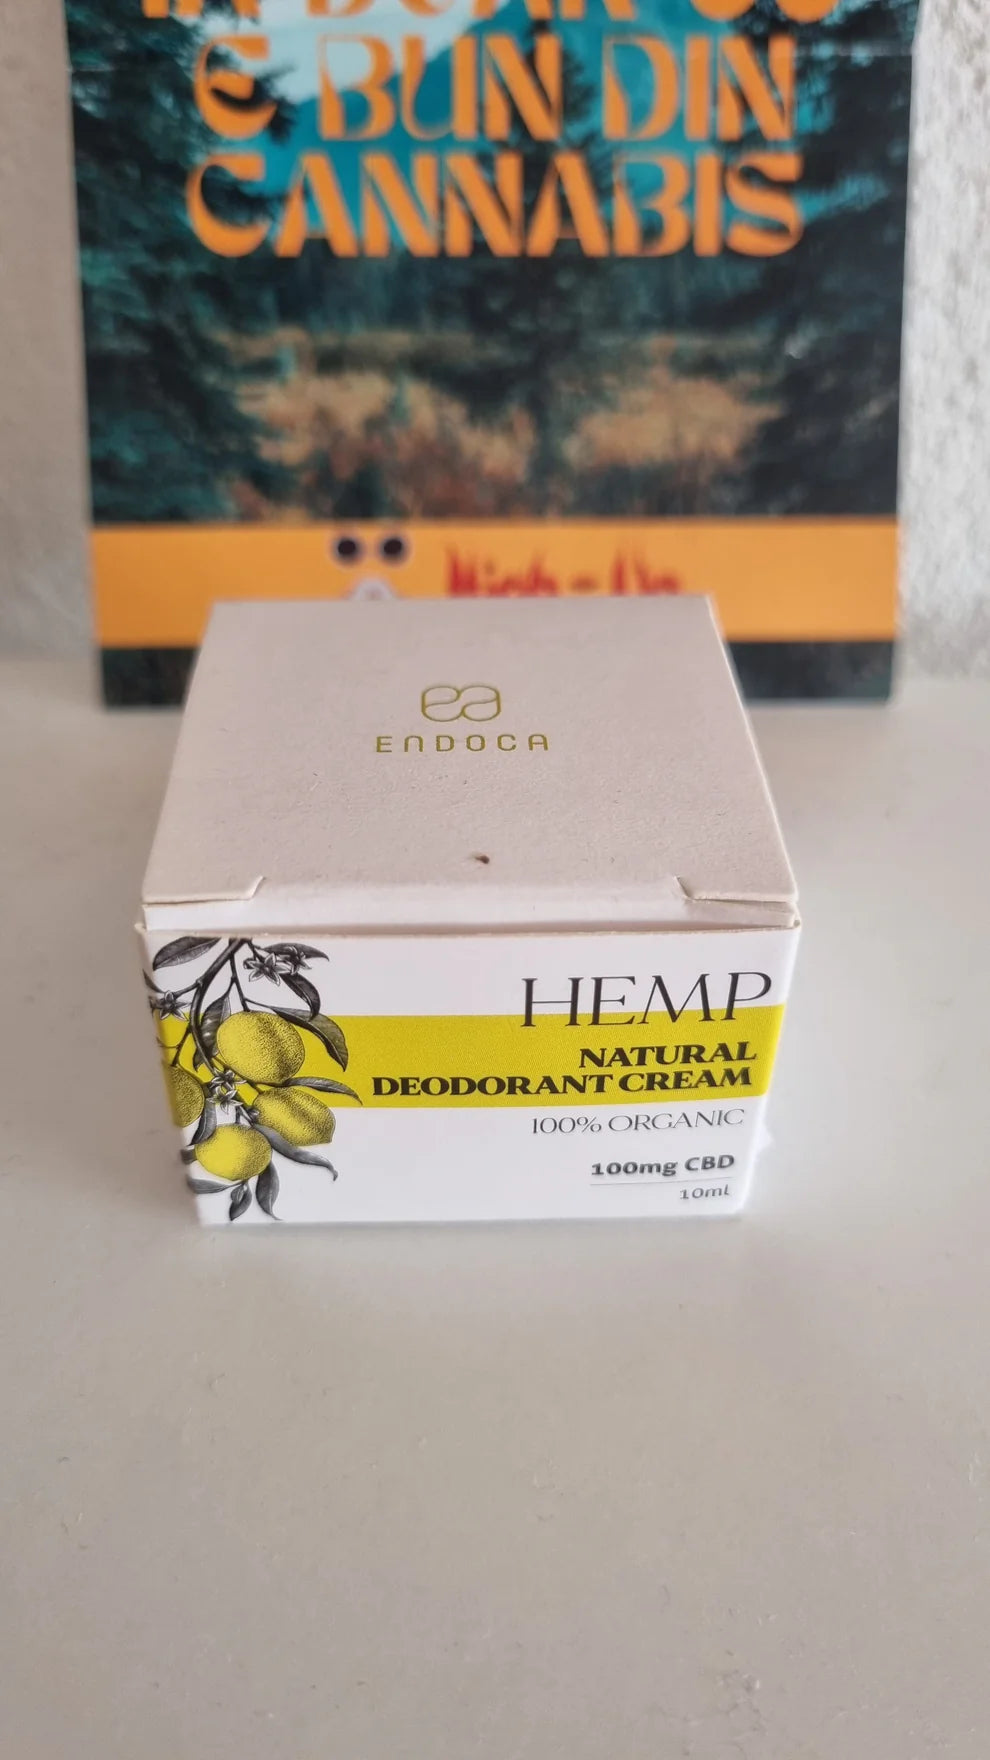 E BUN DIN
CANNABIS
ENDOCA
HEMP
NATURAL
DEODORANT CREAM
100% ORGANIC
100mg CBD
10ml